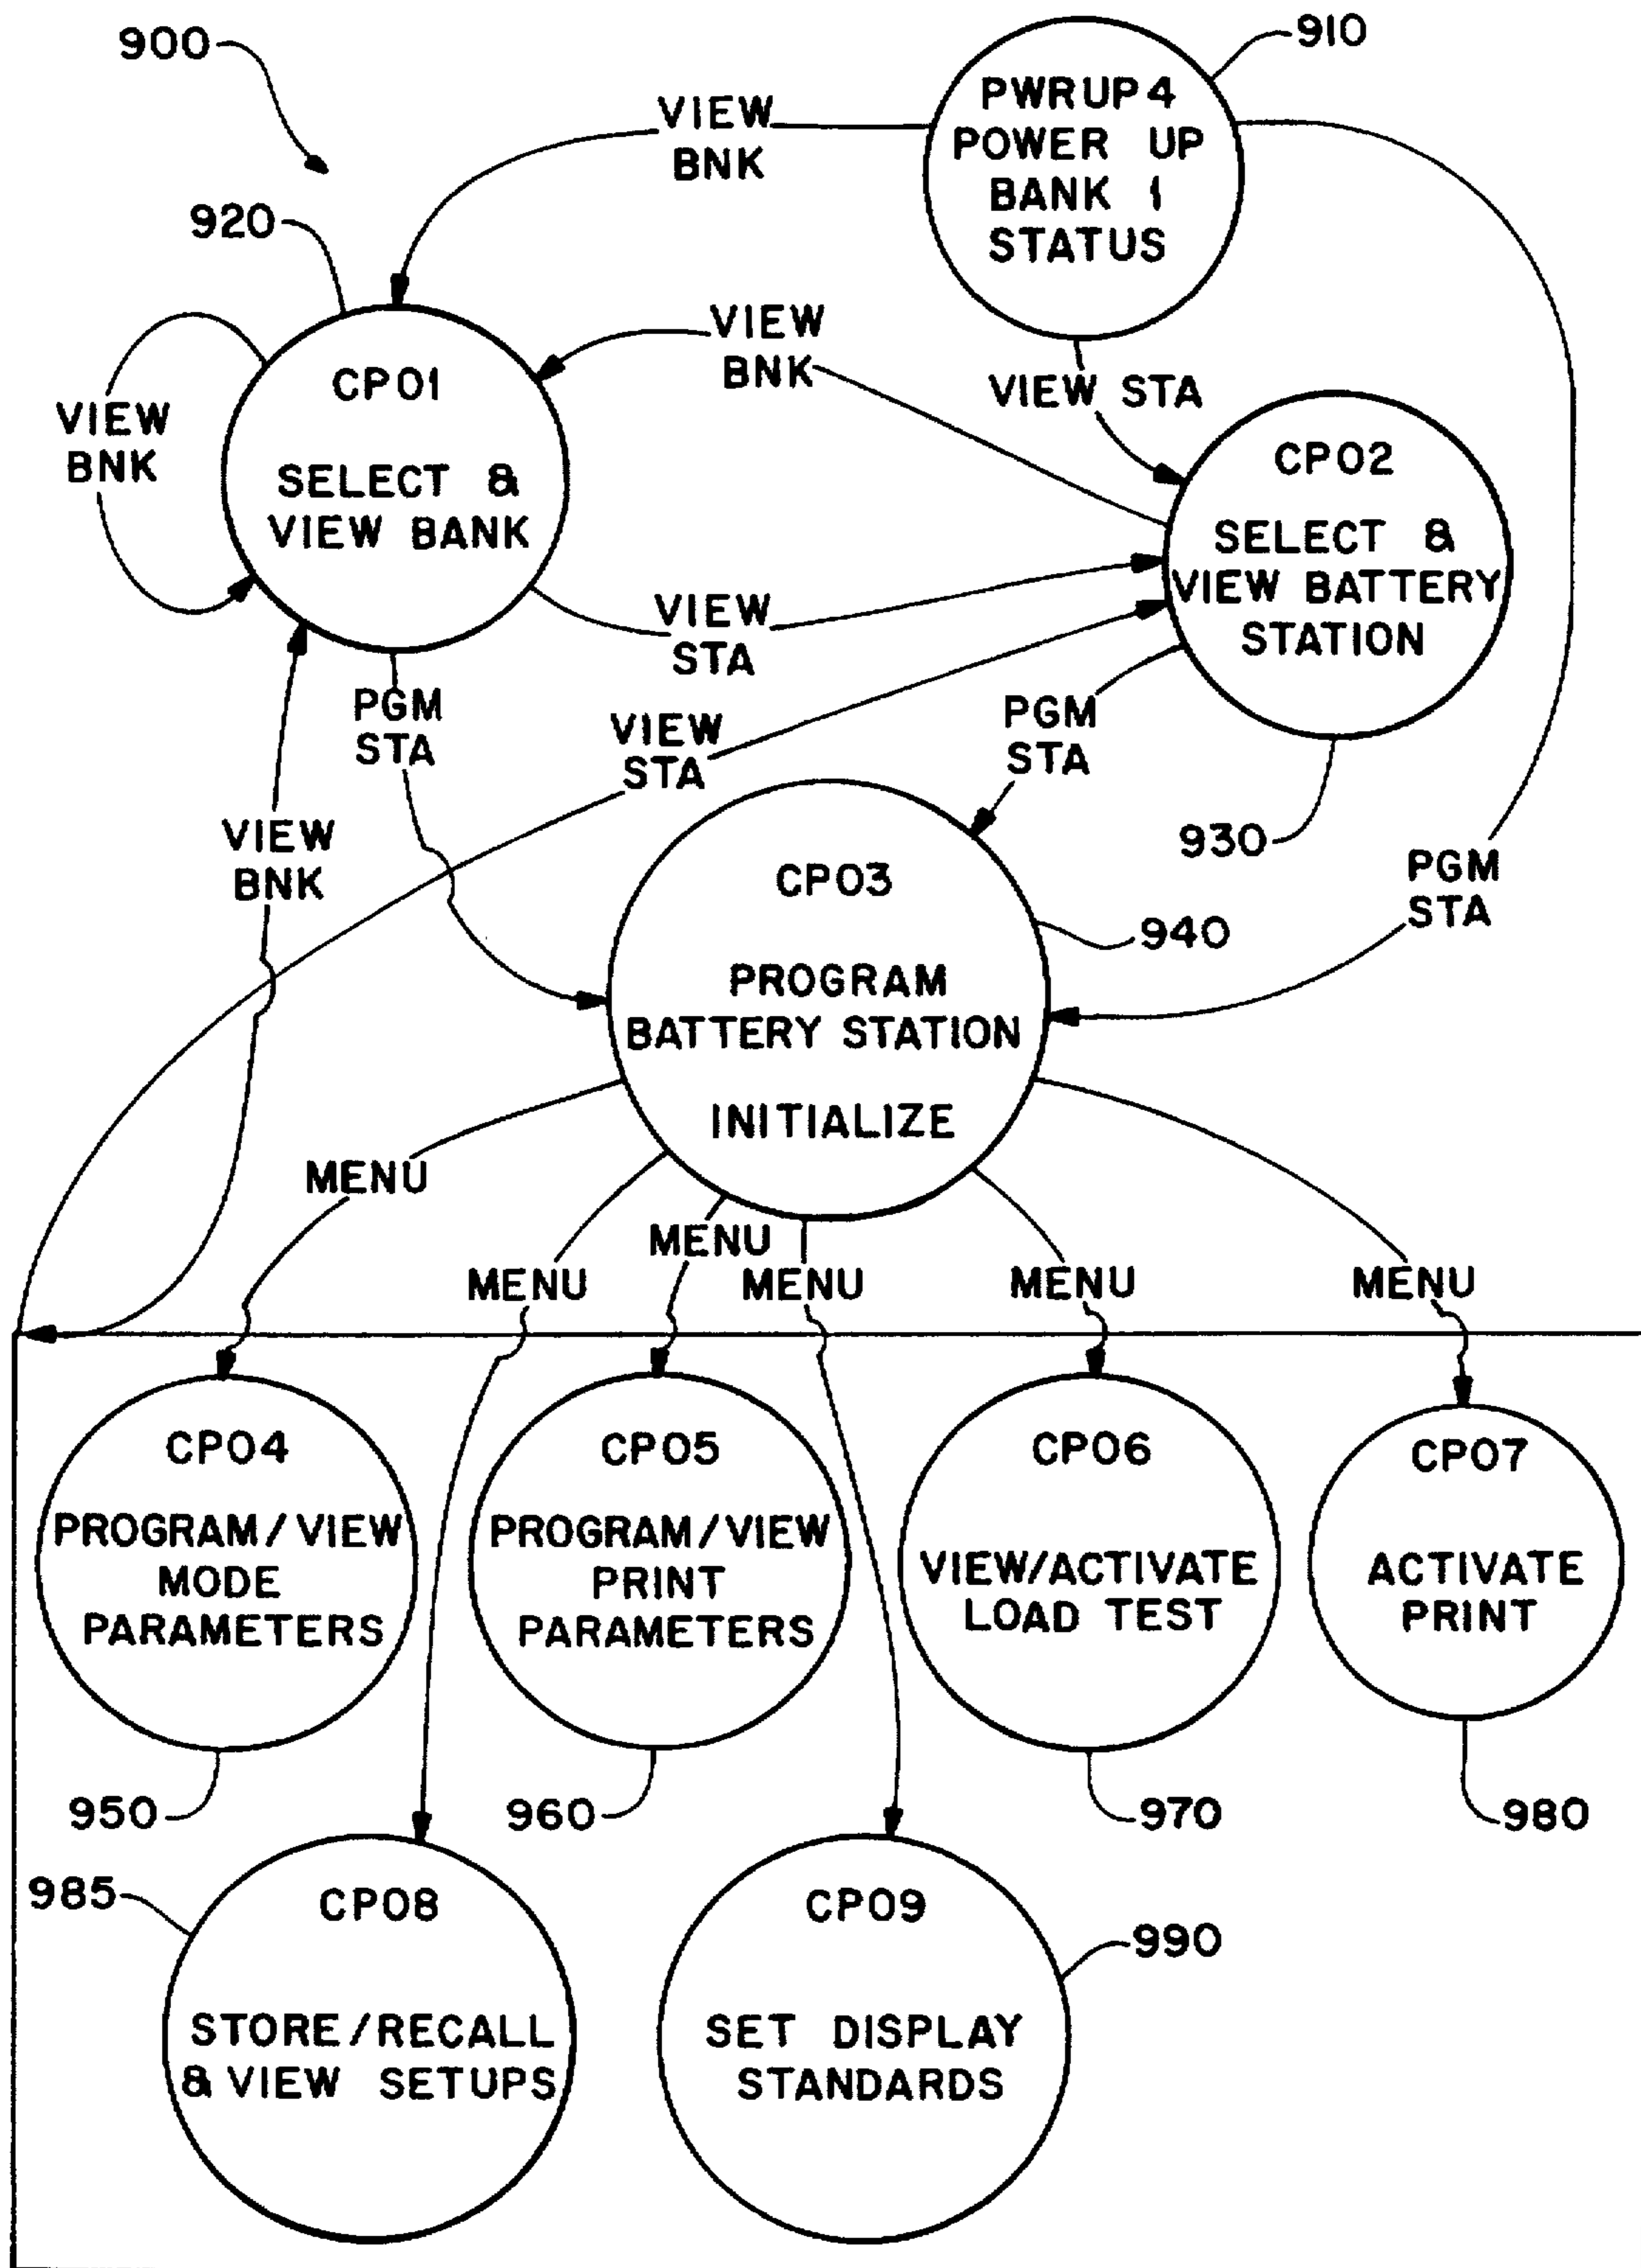 900
910
PWRUP4
POWER UP
BANK 1
STATUS
VIEW
BNK
920
CP01
SELECT &
VIEW BANK
VIEW
BNK
VIEW
BNK
VIEW STA
CP02
SELECT &
VIEW BATTERY
STATION
VIEW
STA
PGM
STA
VIEW
STA
PGM
STA
930
PGM
STA
VIEW
BNK
CP03
PROGRAM
BATTERY STATION
INITIALIZE
940
MENU
MENU
MENU
MENU
MENU
MENU
CP04
PROGRAM/VIEW
MODE
PARAMETERS
CP05
PROGRAM/VIEW
PRINT
PARAMETERS
CP06
VIEW/ACTIVATE
LOAD TEST
CP07
ACTIVATE
PRINT
950
960
970
980
985
CP08
STORE/RECALL
& VIEW SETUPS
CP09
SET DISPLAY
STANDARDS
990